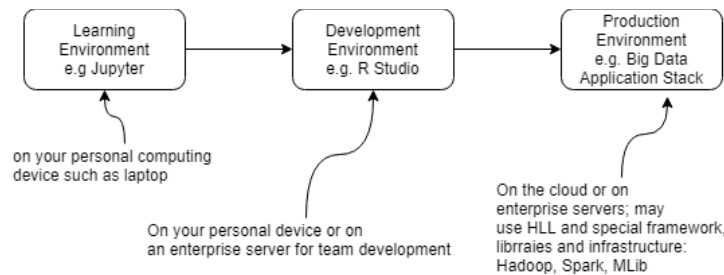 Learning
Environment
e.g Jupyter
Development
Environment
e.g. R Studio
Production
Environment
e.g. Big Data
Application Stack
on your personal computing
device such as laptop
On your personal device or on
an enterprise server for team development
On the cloud or on
enterprise servers; may
use HLL and special framework,
librraies and infrastructure:
Hadoop, Spark, MLib